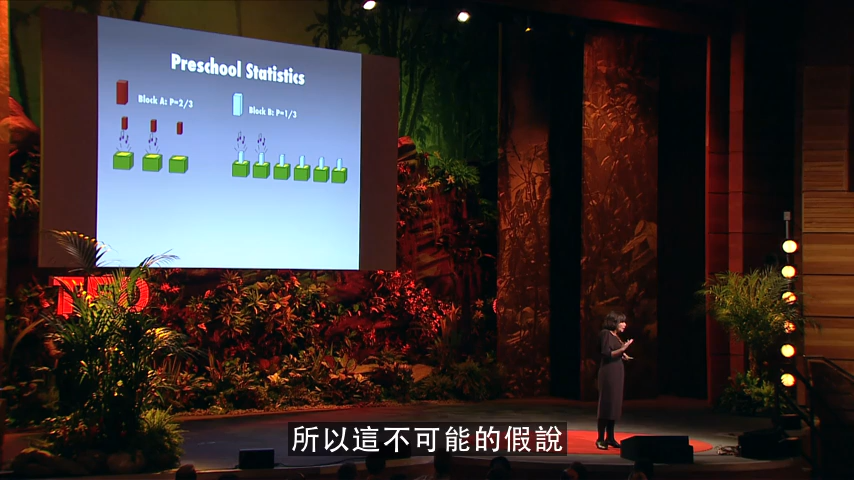 Preschool Statistics
Block A: P=2/3
Block B: P=1/3
TED
所以這不可能的假說